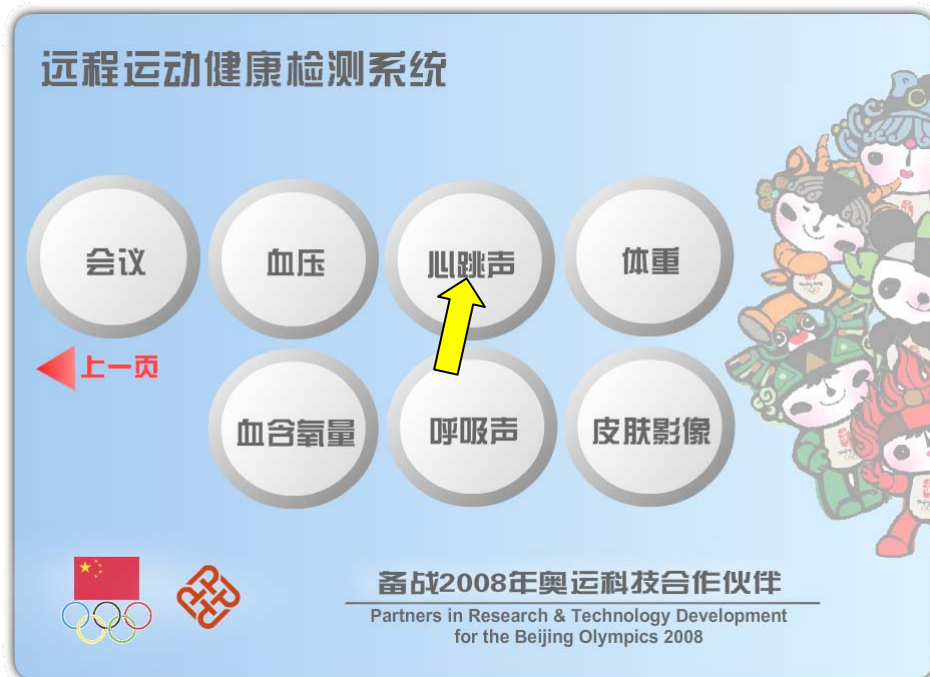 远程运动健康检测系统
会议
血压
心跳声
体重
上一页
血含氧量
呼吸声
皮肤影像
备战2008年奥运科技合作伙伴
Partners in Research & Technology Development
for the Beijing Olympics 2008